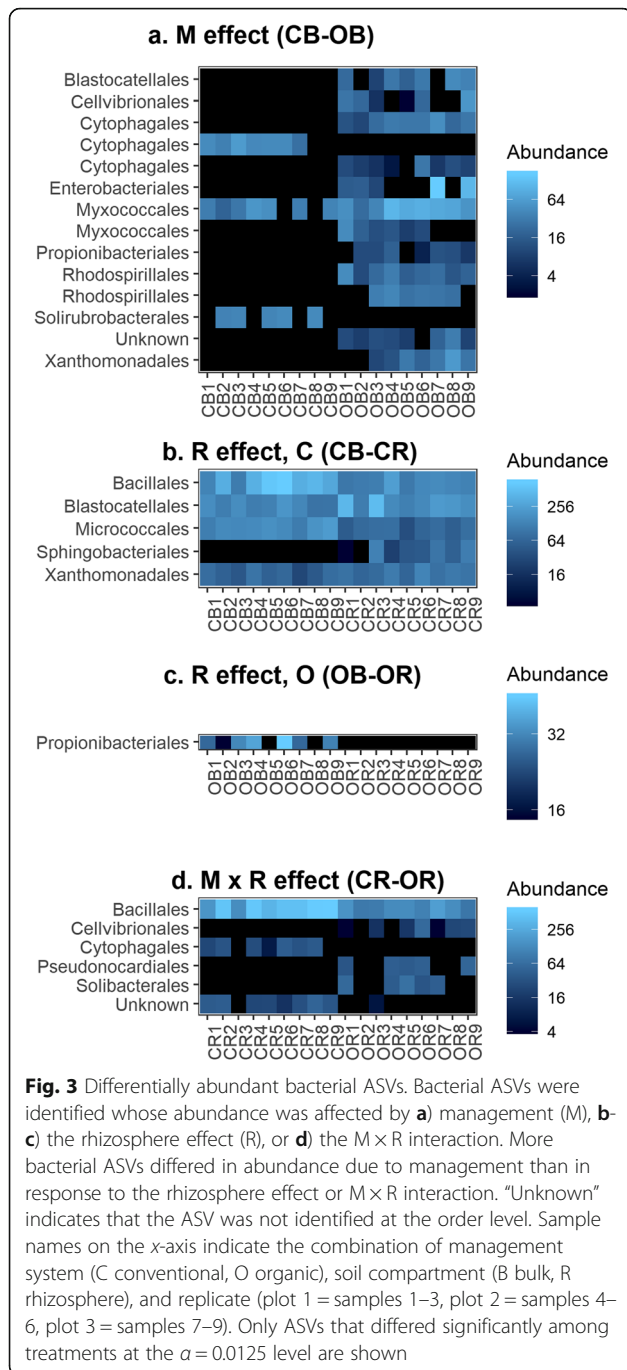 a. M effect (CB-OB)
Blastocatellales
Cellvibrionales
Cytophagales
Cytophagales
Cytophagales
Enterobacteriales
Myxococcales
Myxococcales
Propionibacteriales
Rhodospirillales
Rhodospirillales
Solirubrobacterales
Unknown
Xanthomonadales
CB1
CB2
CB3
CB4
CB5
CB6
CB7
CB8
CB9
OB1
OB2
OB3
OB4
OB5
OB6
OB7
OB8
OB9
Abundance
64
16
4
b. R effect, C (CB-CR)
Bacillales
Blastocatellales
Micrococcales
Sphingobacteriales
Xanthomonadales
CB1
CB2
CB3
CB4
CB5
CB6
CB7
CB8
CB9
CR1
CR2
CR3
CR4
CR5
CR6
CR7
CR8
CR9
Abundance
256
64
16
c. R effect, O (OB-OR)
Propionibacteriales
OB1
OB2
OB3
OB4
OB5
OB6
OB7
OB8
OB9
OR1
OR2
OR3
OR4
OR5
OR6
OR7
OR8
OR9
Abundance
32
16
d. M x R effect (CR-OR)
Bacillales
Cellvibrionales
Cytophagales
Pseudonocardiales
Solibacterales
Unknown
CR1
CR2
CR3
CR4
CR5
CR6
CR7
CR8
CR9
OR1
OR2
OR3
OR4
OR5
OR6
OR7
OR8
OR9
Abundance
256
64
16
4
Fig. 3 Differentially abundant bacterial ASVs. Bacterial ASVs were
identified whose abundance was affected by a) management (M), b-
c) the rhizosphere effect (R), or d) the M × R interaction. More
bacterial ASVs differed in abundance due to management than in
response to the rhizosphere effect or M × R interaction. "Unknown"
indicates that the ASV was not identified at the order level. Sample
names on the x-axis indicate the combination of management
system (C conventional, O organic), soil compartment (B bulk, R
rhizosphere), and replicate (plot 1 = samples 1–3, plot 2 = samples 4–
6, plot 3 = samples 7–9). Only ASVs that differed significantly among
treatments at the α = 0.0125 level are shown